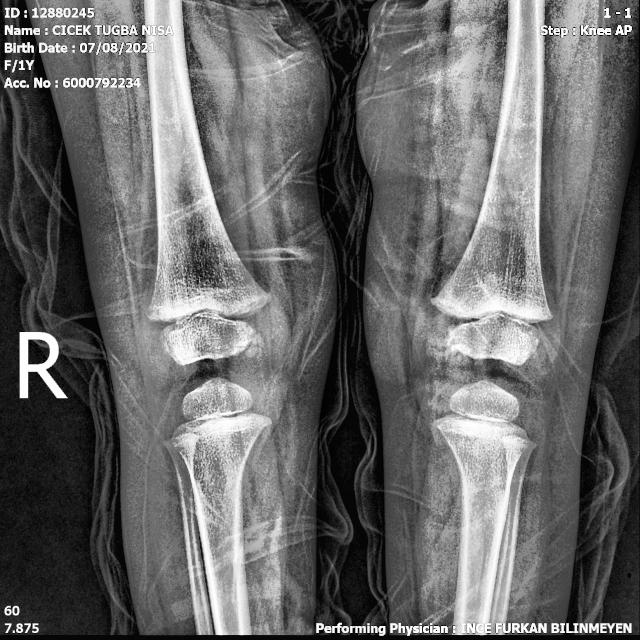 ID : 12880245
Name : CICEK TUGBA NISA
Birth Date : 07/08/2021
F/1Y
Acc. No : 6000792234
1 - 1
Step : Knee AP
R
60
7.875
Performing Physician : INCE FURKAN BILINMEYEN